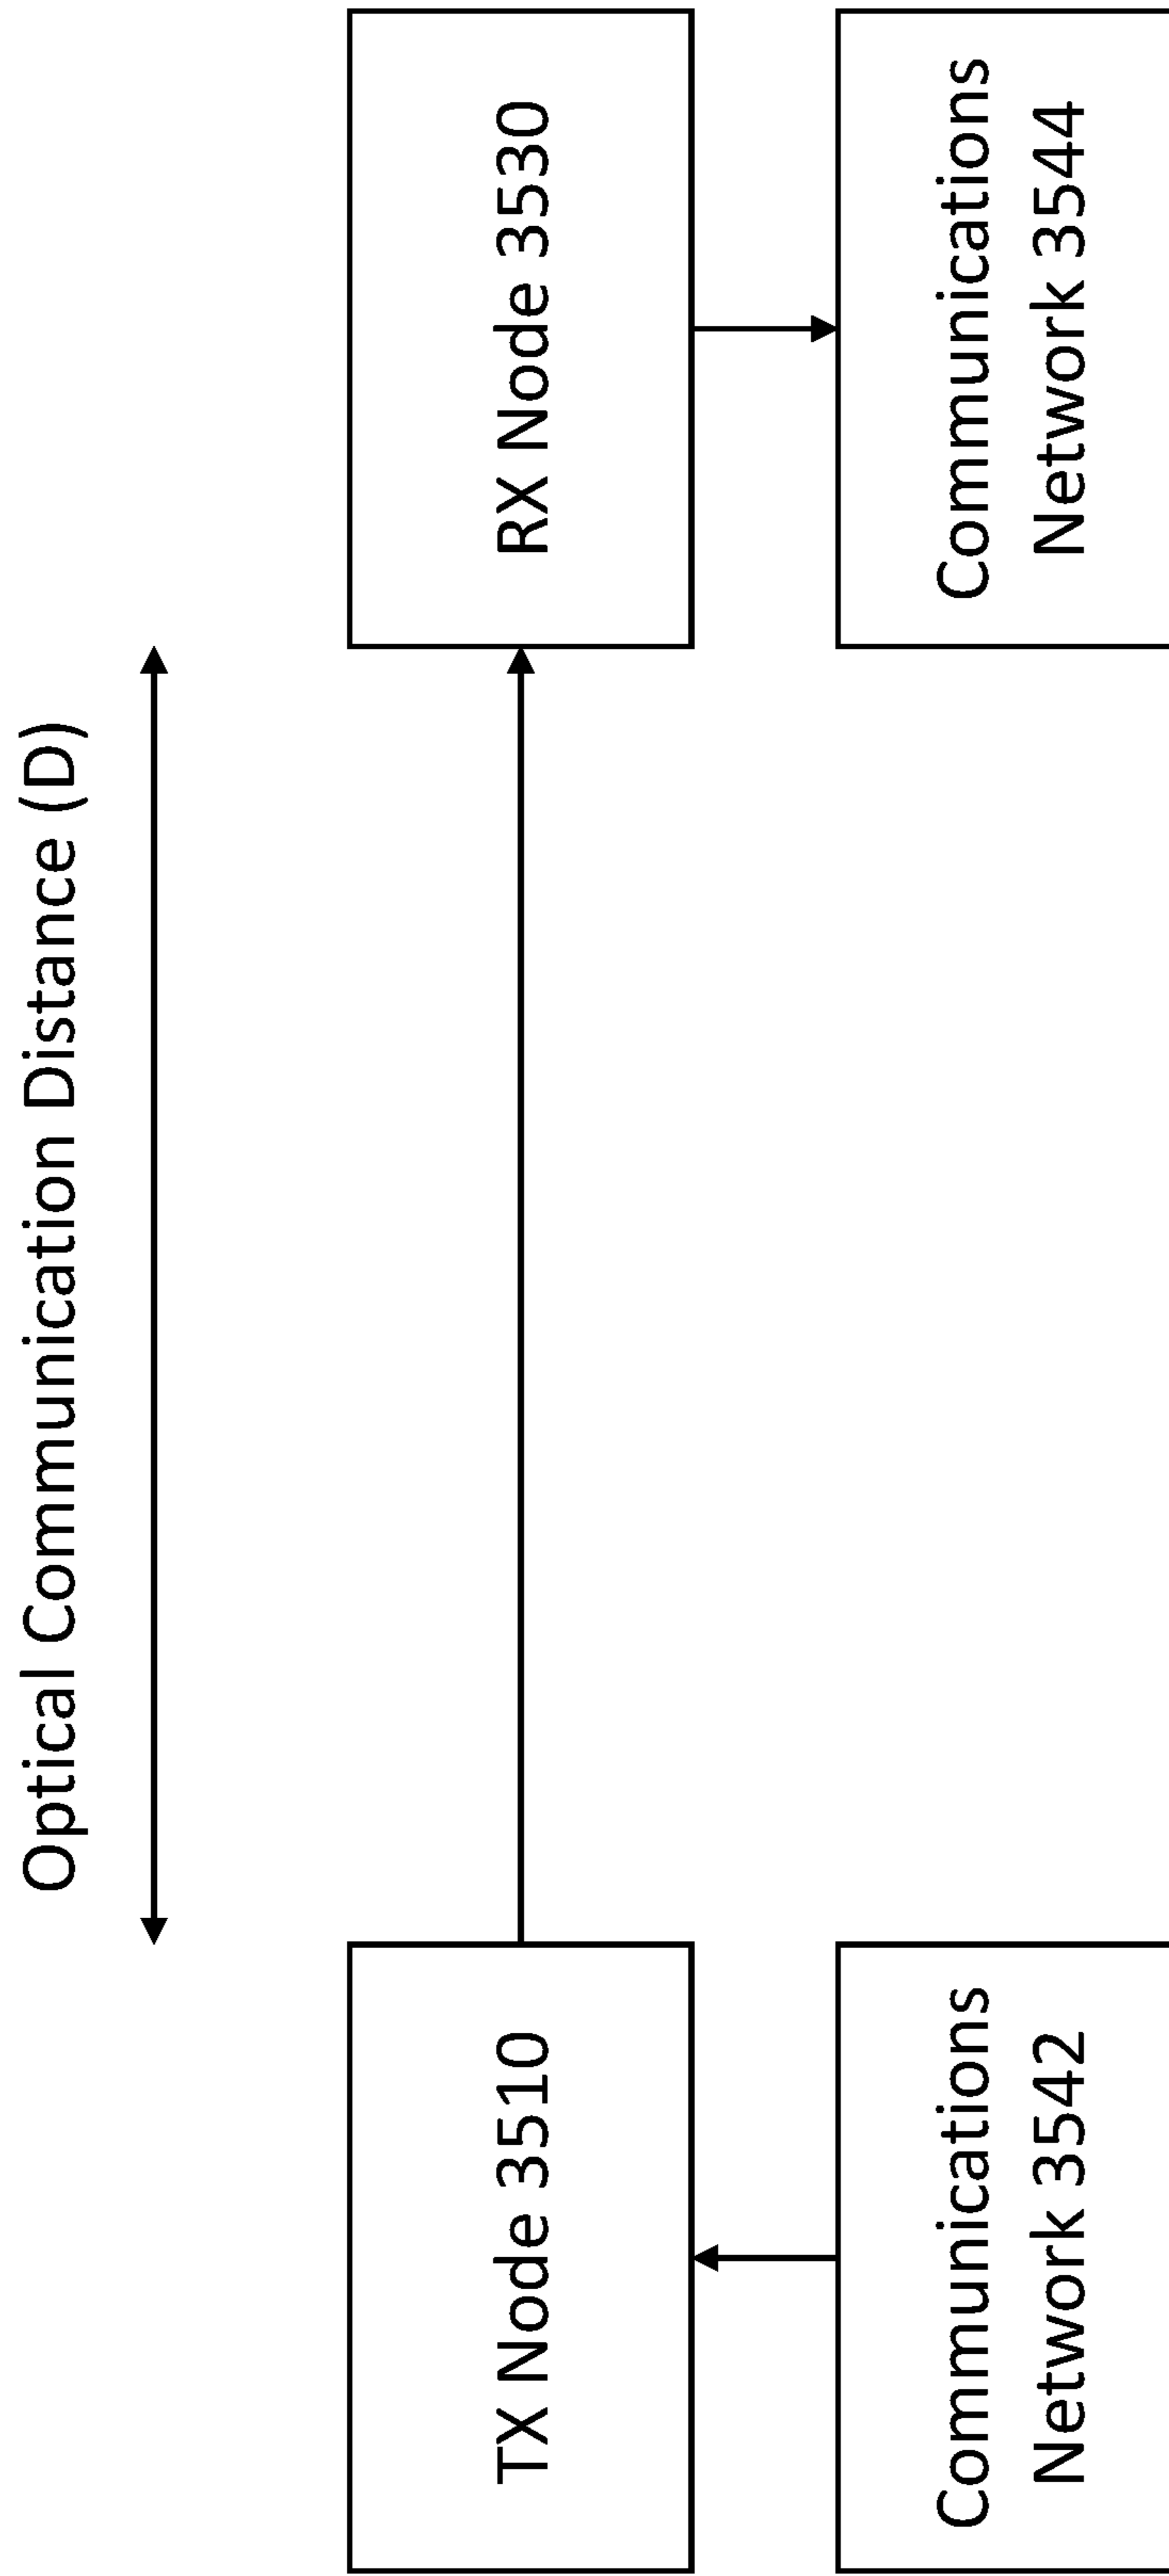 Optical Communication Distance (D)
TX Node 3510
RX Node 3530
Communications
Network 3542
Communications
Network 3544